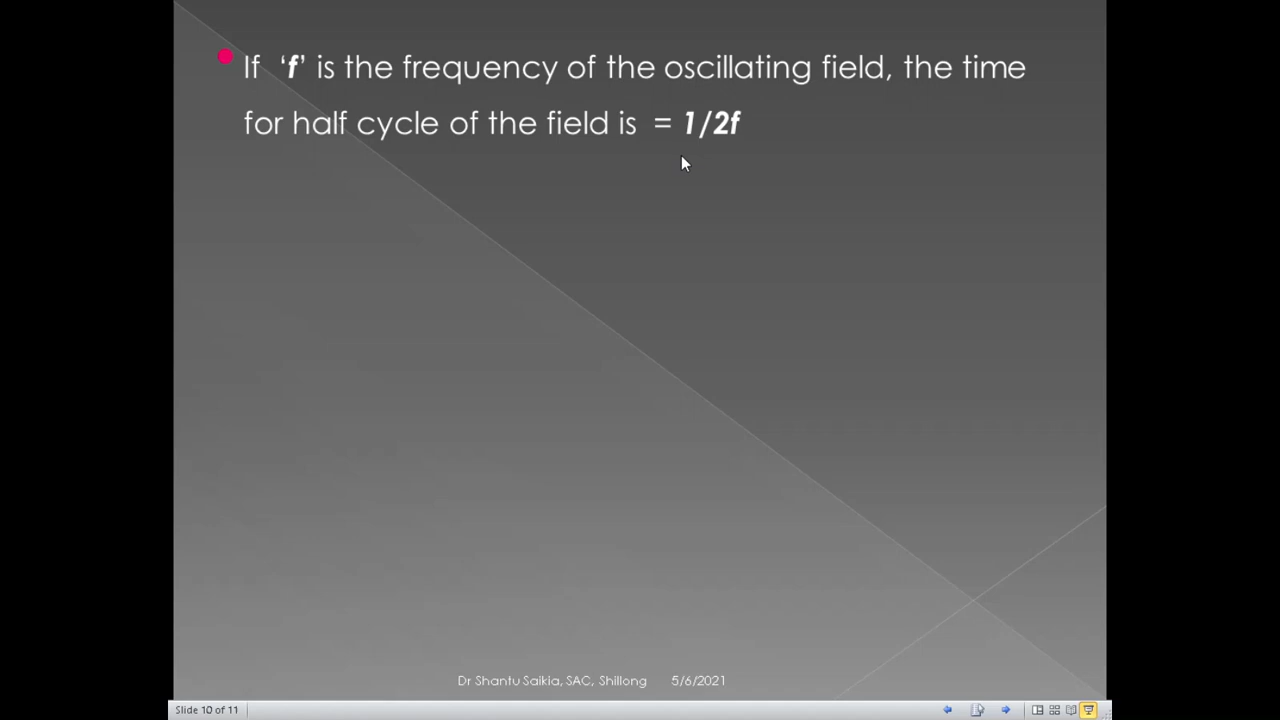 If ‘f’ is the frequency of the oscillating field, the time
for half cycle of the field is = 1/2f
Dr Shantu Saikia, SAC, Shillong 5/6/2021
Slide 10 of 11